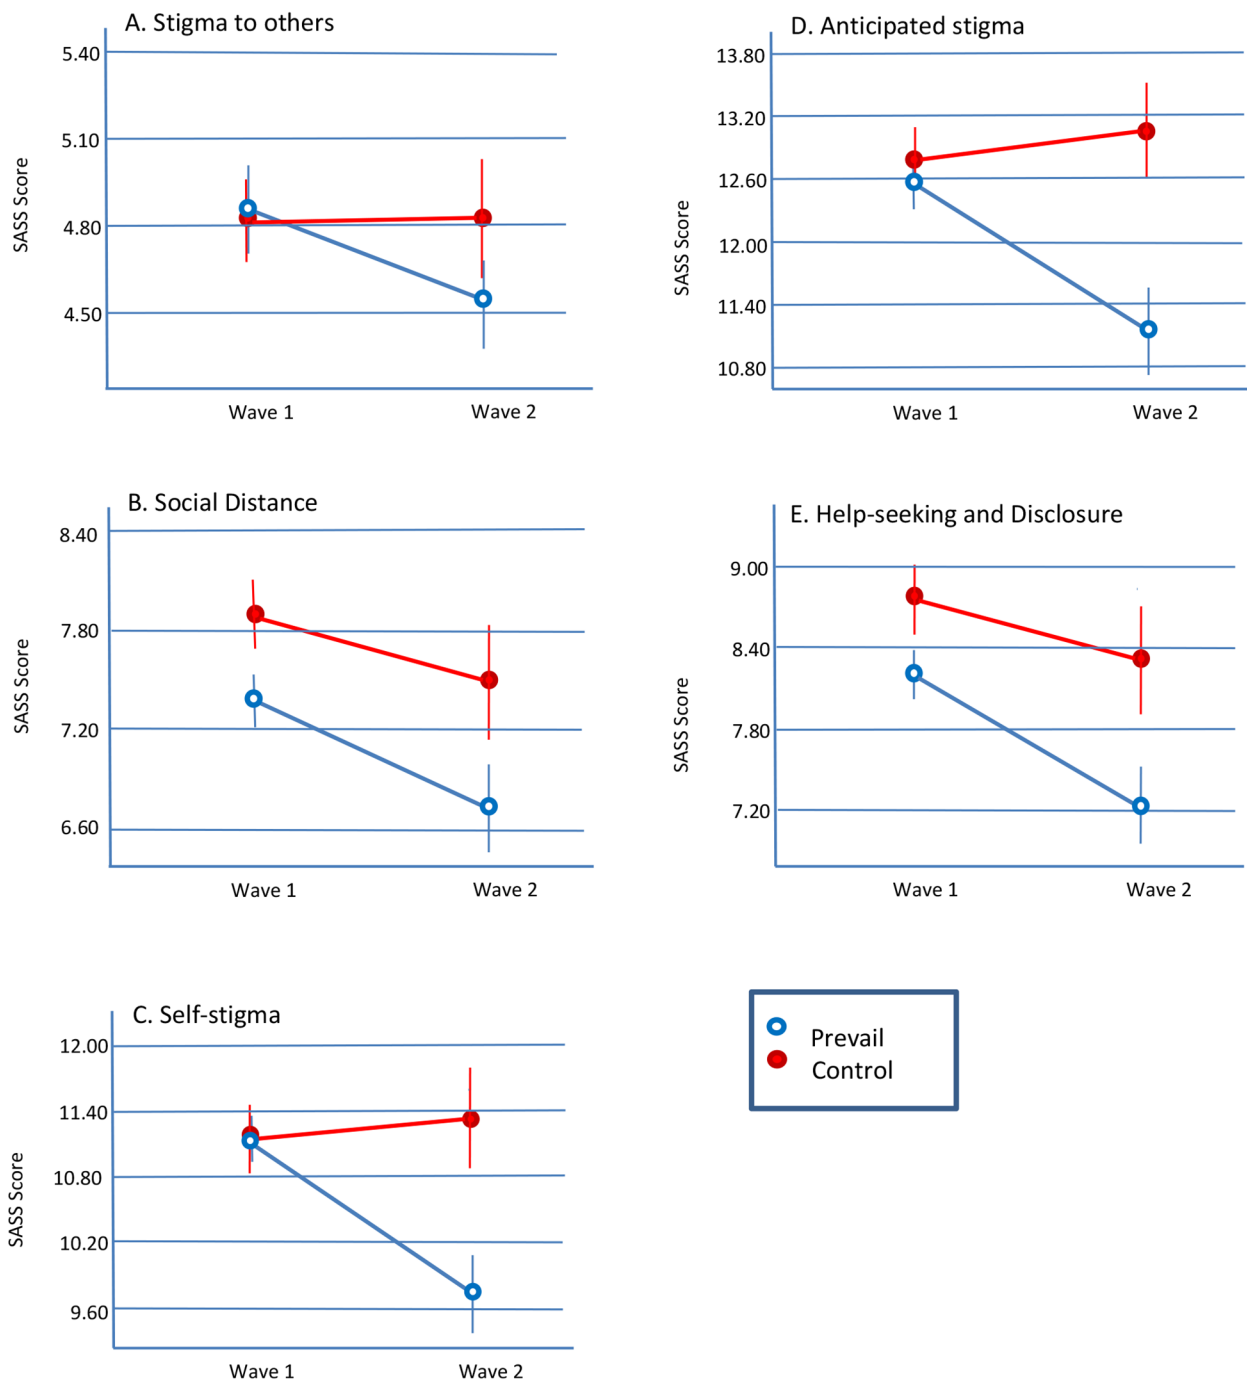 A. Stigma to others
5.40
5.10
4.80
4.50
SASS Score
Wave 1
Wave 2
D. Anticipated stigma
13.80
13.20
12.60
12.00
11.40
10.80
SASS Score
Wave 1
Wave 2
B. Social Distance
8.40
7.80
7.20
6.60
SASS Score
Wave 1
Wave 2
E. Help-seeking and Disclosure
9.00
8.40
7.80
7.20
SASS Score
Wave 1
Wave 2
C. Self-stigma
12.00
11.40
10.80
10.20
9.60
SASS Score
Wave 1
Wave 2
Prevail
Control